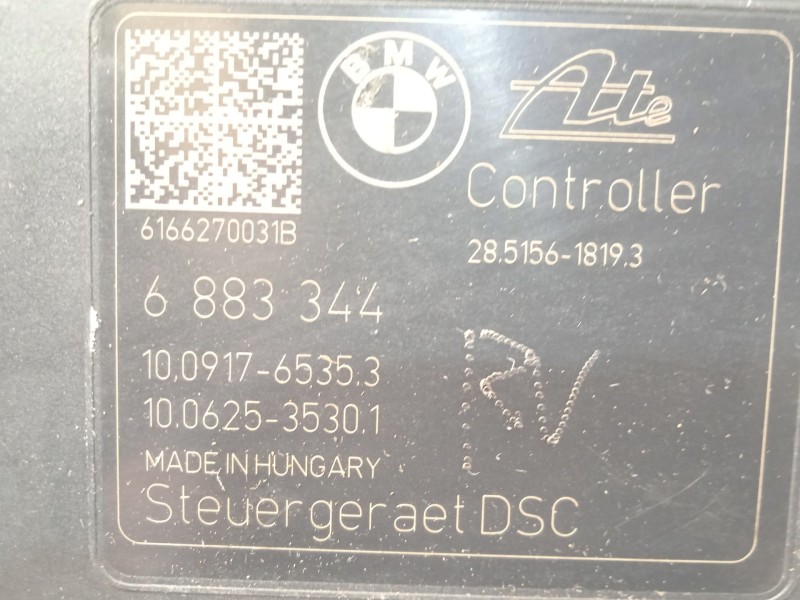 BMW
Ate
Controller
6166270031B
28.5156-1819.3
6 883 344
10.0917-6535.3
10.0625-3530.1
RV
MADE IN HUNGARY
Steuergeraet DSC